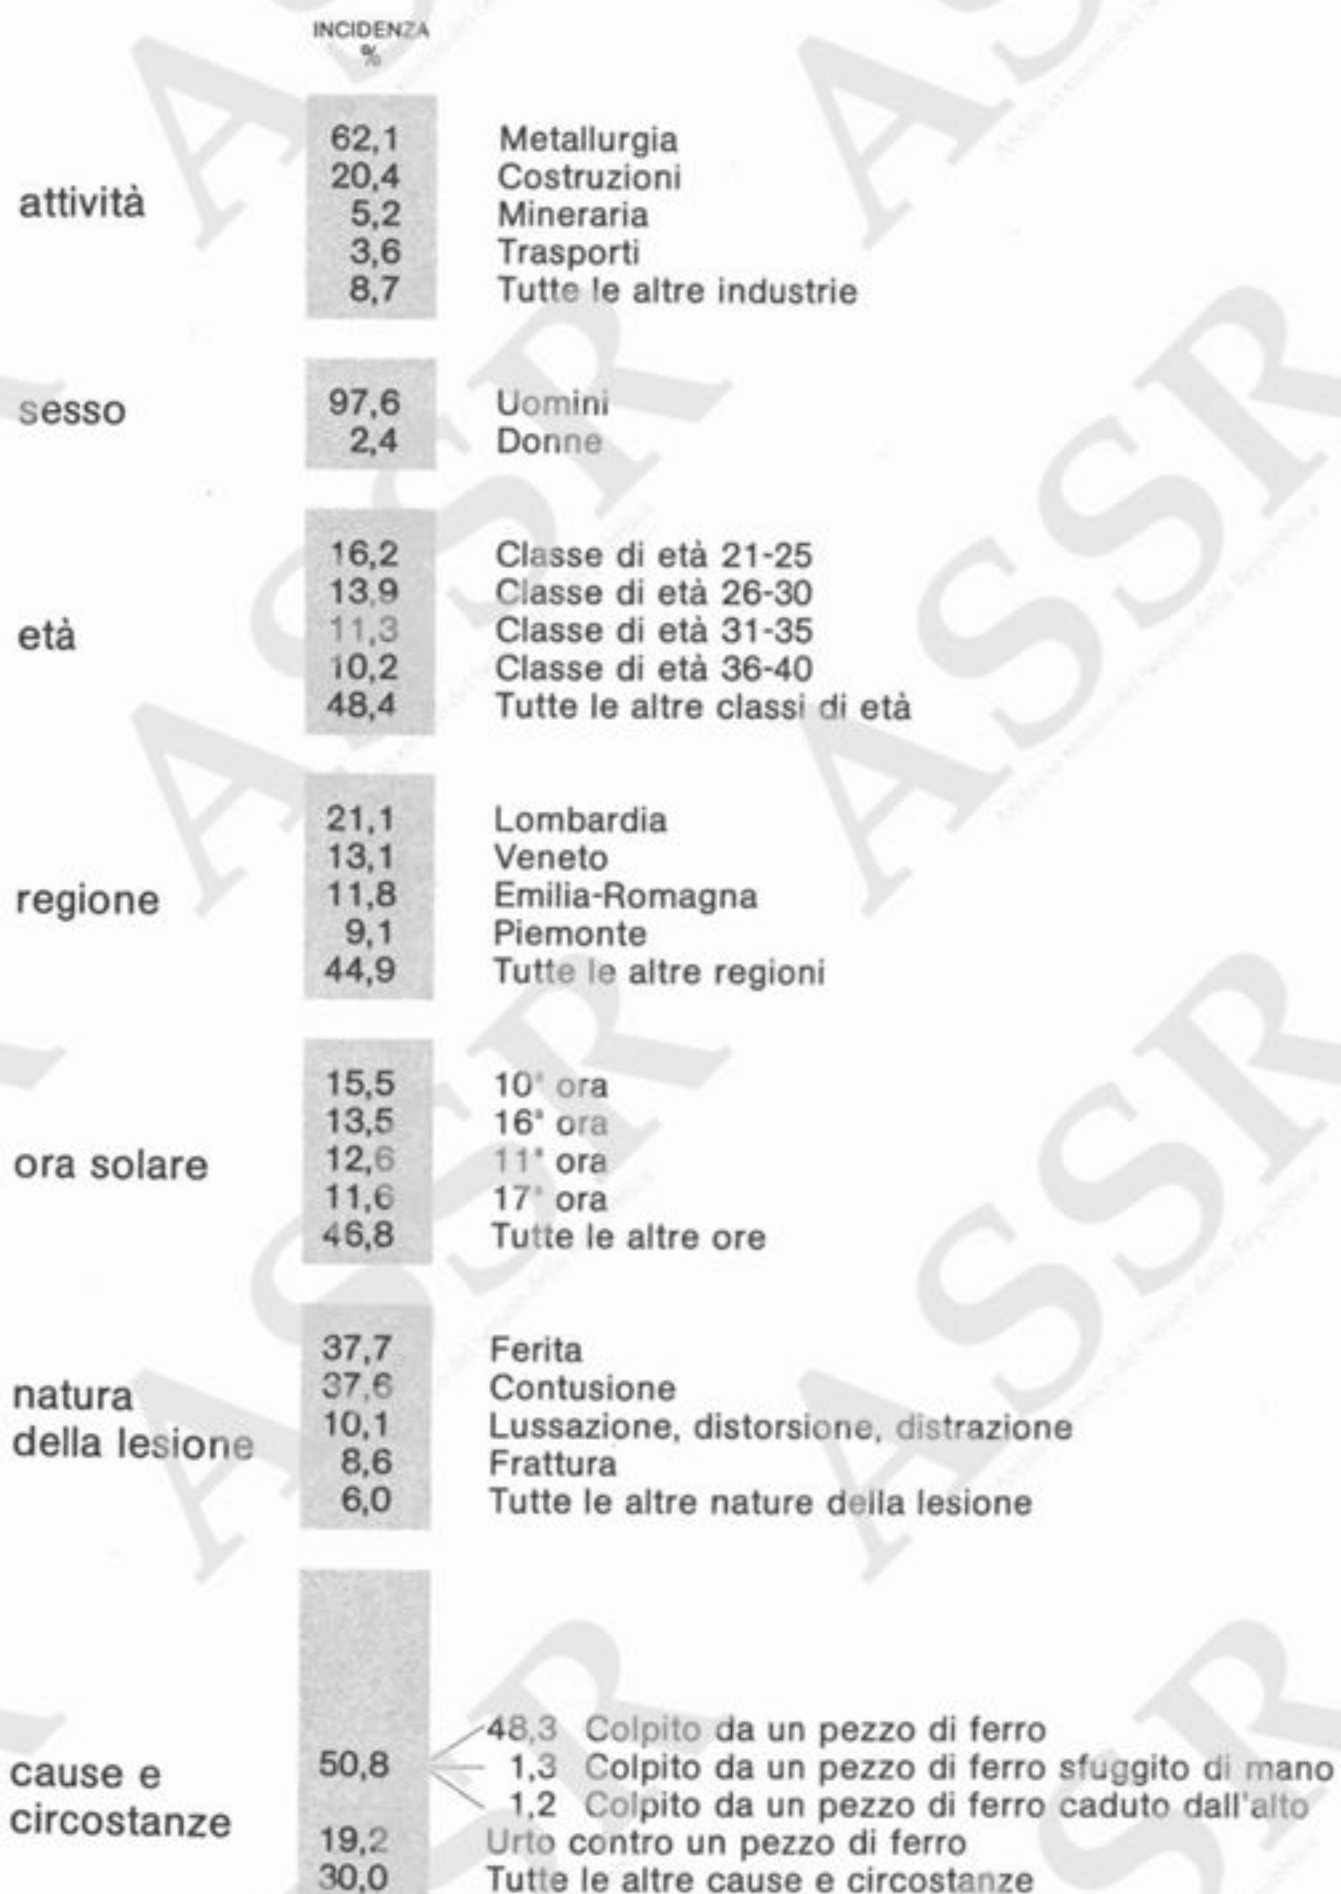 INCIDENZA
%
attività
62,1 Metallurgia
20,4 Costruzioni
5,2 Mineraria
3,6 Trasporti
8,7 Tutte le altre industrie
sesso
97,6 Uomini
2,4 Donne
età
16,2 Classe di età 21-25
13,9 Classe di età 26-30
11,3 Classe di età 31-35
10,2 Classe di età 36-40
48,4 Tutte le altre classi di età
regione
21,1 Lombardia
13,1 Veneto
11,8 Emilia-Romagna
9,1 Piemonte
44,9 Tutte le altre regioni
ora solare
15,5 10ª ora
13,5 16ª ora
12,6 11ª ora
11,6 17ª ora
46,8 Tutte le altre ore
natura
della lesione
37,7 Ferita
37,6 Contusione
10,1 Lussazione, distorsione, distrazione
8,6 Frattura
6,0 Tutte le altre nature della lesione
cause e
circostanze
50,8
48,3 Colpito da un pezzo di ferro
1,3 Colpito da un pezzo di ferro sfuggito di mano
1,2 Colpito da un pezzo di ferro caduto dall'alto
19,2 Urto contro un pezzo di ferro
30,0 Tutte le altre cause e circostanze
ASSR
ASSR
ASSR
ASSR